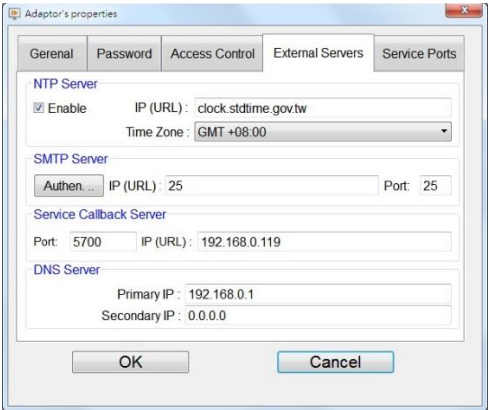 Adaptor's properties
Gerenal Password Access Control External Servers Service Ports
NTP Server
Enable IP (URL) : clock.stdtime.gov.tw
Time Zone : GMT +08:00
SMTP Server
Authen. .. IP (URL) : 25 Port: 25
Service Callback Server
Port: 5700 IP (URL) : 192.168.0.119
DNS Server
Primary IP : 192.168.0.1
Secondary IP : 0.0.0.0
OK Cancel